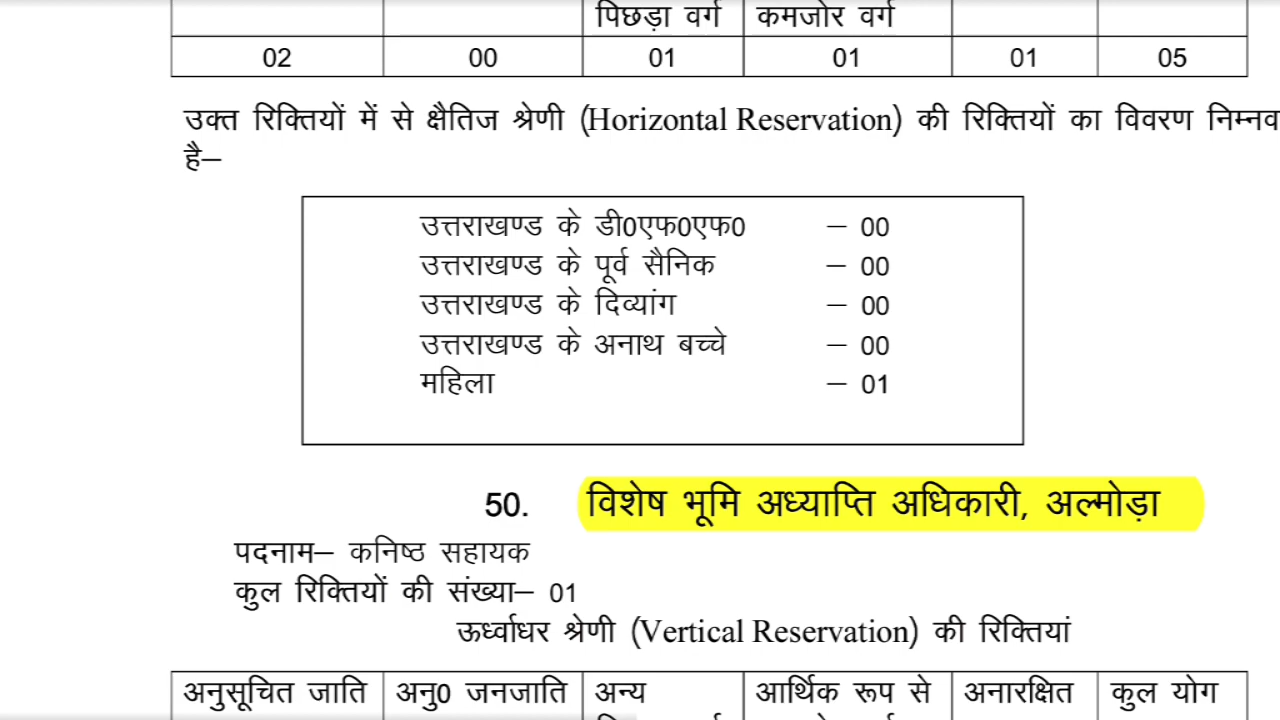 पिछड़ा वर्ग कमजोर वर्ग
02 00 01 01 01 05
उक्त रिक्तियों में से क्षैतिज श्रेणी (Horizontal Reservation) की रिक्तियों का विवरण निम्नव
है–
उत्तराखण्ड के डी0एफ0एफ0 – 00
उत्तराखण्ड के पूर्व सैनिक – 00
उत्तराखण्ड के दिव्यांग – 00
उत्तराखण्ड के अनाथ बच्चे – 00
महिला – 01
50. विशेष भूमि अध्याप्ति अधिकारी, अल्मोड़ा
पदनाम– कनिष्ठ सहायक
कुल रिक्तियों की संख्या– 01
ऊर्ध्वाधर श्रेणी (Vertical Reservation) की रिक्तियां
अनुसूचित जाति अनु0 जनजाति अन्य आर्थिक रूप से अनारक्षित कुल योग